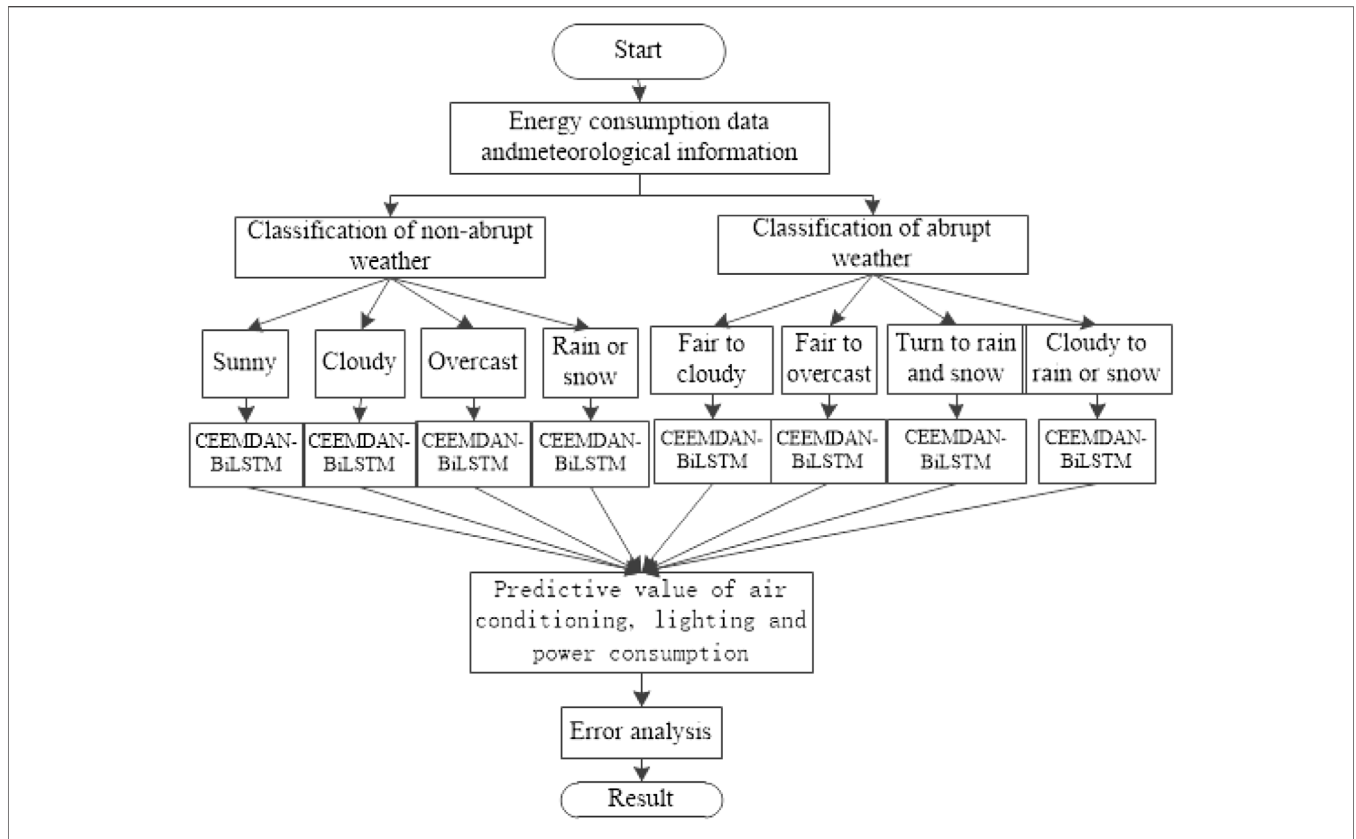 Start
Energy consumption data
andmeteorological information
Classification of non-abrupt
weather
Classification of abrupt
weather
Sunny
Cloudy
Overcast
Rain or
snow
Fair to
cloudy
Fair to
overcast
Turn to rain
and snow
Cloudy to
rain or snow
CEEMDAN-
BiLSTM
CEEMDAN-
BiLSTM
CEEMDAN-
BiLSTM
CEEMDAN-
BiLSTM
CEEMDAN-
BiLSTM
CEEMDAN-
BiLSTM
CEEMDAN-
BiLSTM
CEEMDAN-
BiLSTM
Predictive value of air
conditioning, lighting and
power consumption
Error analysis
Result